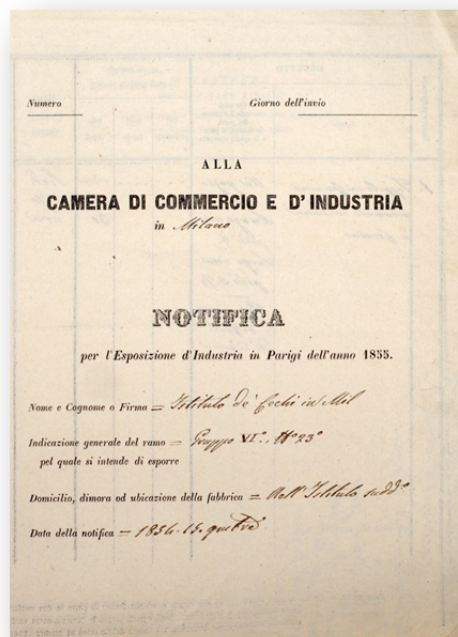 Numero
Giorno dell'invio
ALLA
CAMERA DI COMMERCIO E D'INDUSTRIA
in Milano
NOTIFICA
per l'Esposizione d'Industria in Parigi dell'anno 1855.
Nome e Cognome o Firma = Istituto de' Ciechi in Mil
Indicazione generale del ramo = Gruppo VI.° N° 23°
pel quale si intende di esporre
Domicilio, dimora od ubicazione della fabbrica = Nell' Istituto sudd°
Data della notifica = 1854. 15.